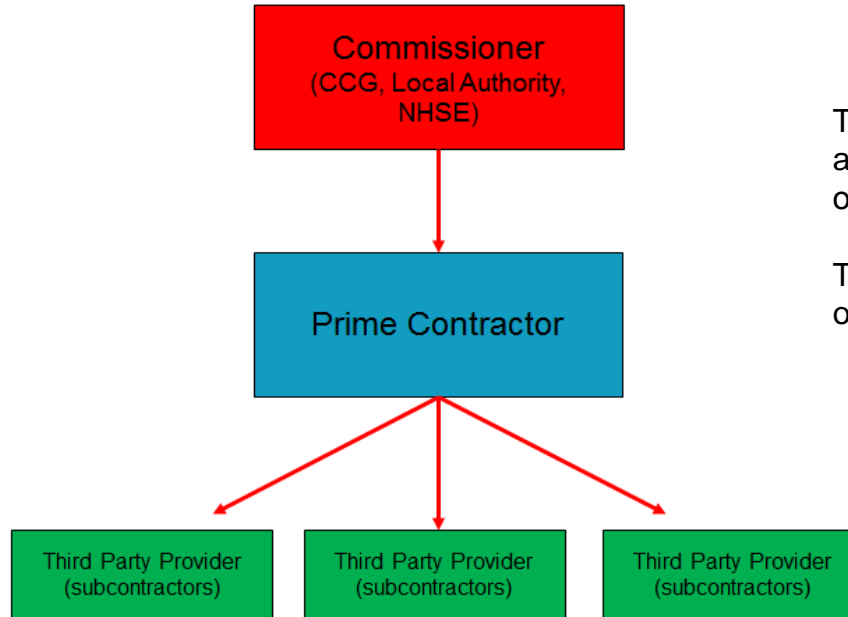 Commissioner
(CCG, Local Authority,
NHSE)
T
a
o
T
o
Prime Contractor
Third Party Provider
(subcontractors)
Third Party Provider
(subcontractors)
Third Party Provider
(subcontractors)